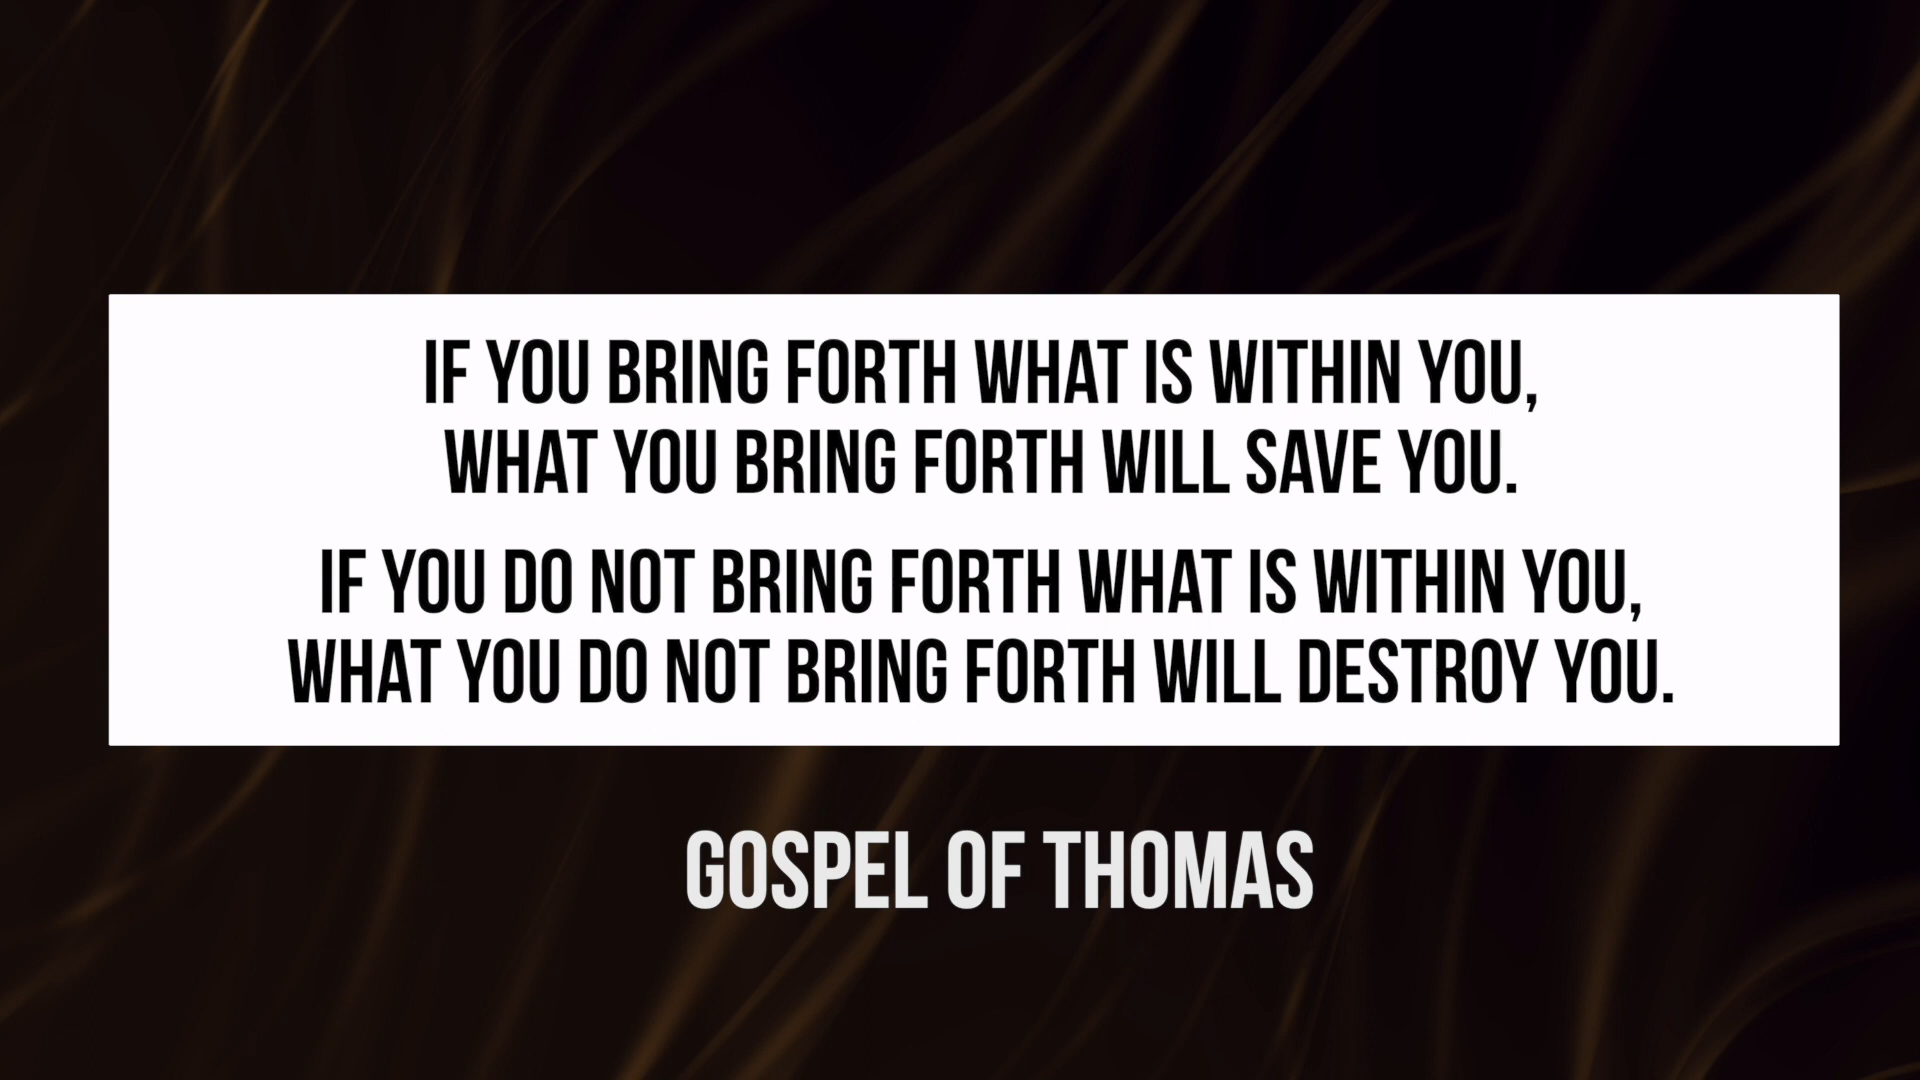 IF YOU BRING FORTH WHAT IS WITHIN YOU,
WHAT YOU BRING FORTH WILL SAVE YOU.
IF YOU DO NOT BRING FORTH WHAT IS WITHIN YOU,
WHAT YOU DO NOT BRING FORTH WILL DESTROY YOU.
GOSPEL OF THOMAS